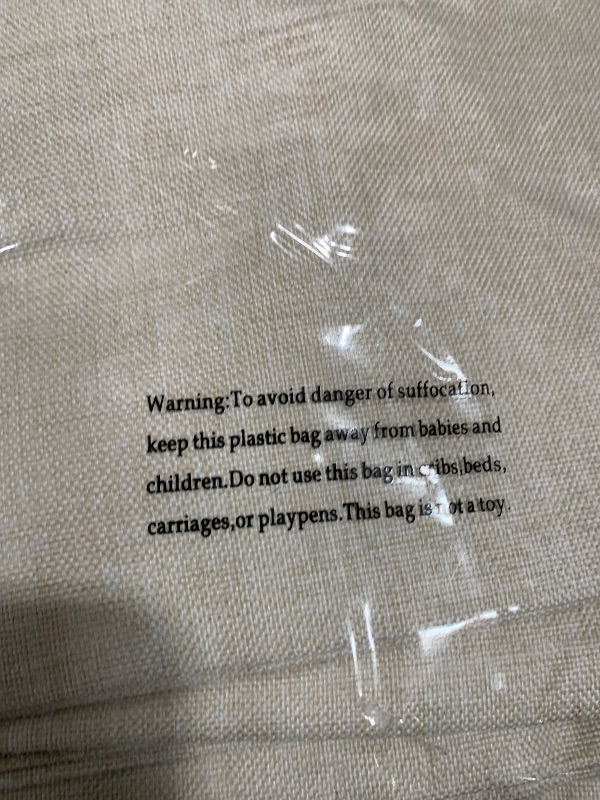 Warning:To avoid danger of suffocation,
keep this plastic bag away from babies and
children.Do not use this bag in cribs,beds,
carriages,or playpens.This bag is not a toy.